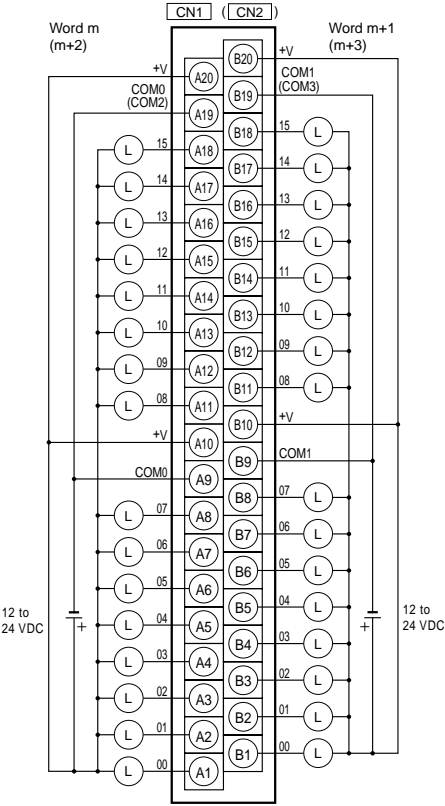 CN1 ( CN2 )
Word m
(m+2)
Word m+1
(m+3)
+V
A20
B20
+V
COM0
(COM2)
A19
B19
COM1
(COM3)
15
L
A18
B18
15
L
14
L
A17
B17
14
L
13
L
A16
B16
13
L
12
L
A15
B15
12
L
11
L
A14
B14
11
L
10
L
A13
B13
10
L
09
L
A12
B12
09
L
08
L
A11
B11
08
L
+V
A10
B10
+V
COM0
A9
B9
COM1
07
L
A8
B8
07
L
06
L
A7
B7
06
L
05
L
A6
B6
05
L
04
L
A5
B5
04
L
03
L
A4
B4
03
L
02
L
A3
B3
02
L
01
L
A2
B2
01
L
00
L
A1
B1
00
L
12 to
24 VDC
+
12 to
24 VDC
+